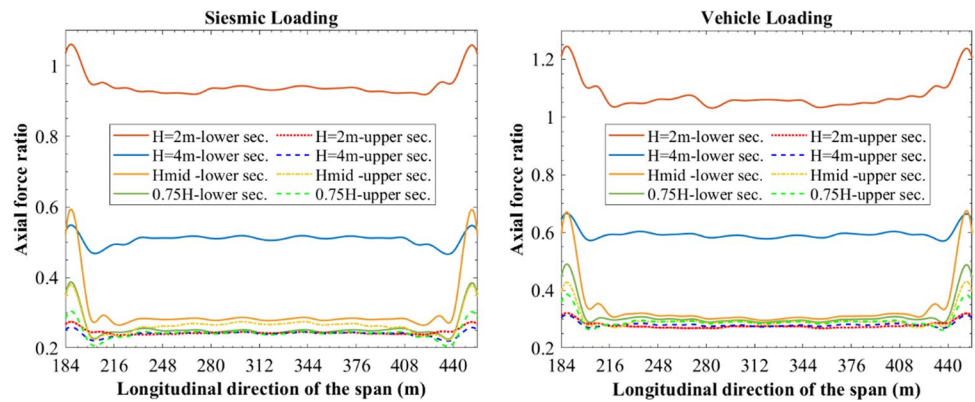 Siesmic Loading
Axial force ratio
1
0.8
0.6
0.4
0.2
H=2m-lower sec. H=2m-upper sec.
H=4m-lower sec. H=4m-upper sec.
Hmid -lower sec. Hmid -upper sec.
0.75H-lower sec. 0.75H-upper sec.
184 216 248 280 312 344 376 408 440
Longitudinal direction of the span (m)
Vehicle Loading
Axial force ratio
1.2
1
0.8
0.6
0.4
0.2
H=2m-lower sec. H=2m-upper sec.
H=4m-lower sec. H=4m-upper sec.
Hmid -lower sec. Hmid -upper sec.
0.75H-lower sec. 0.75H-upper sec.
184 216 248 280 312 344 376 408 440
Longitudinal direction of the span (m)